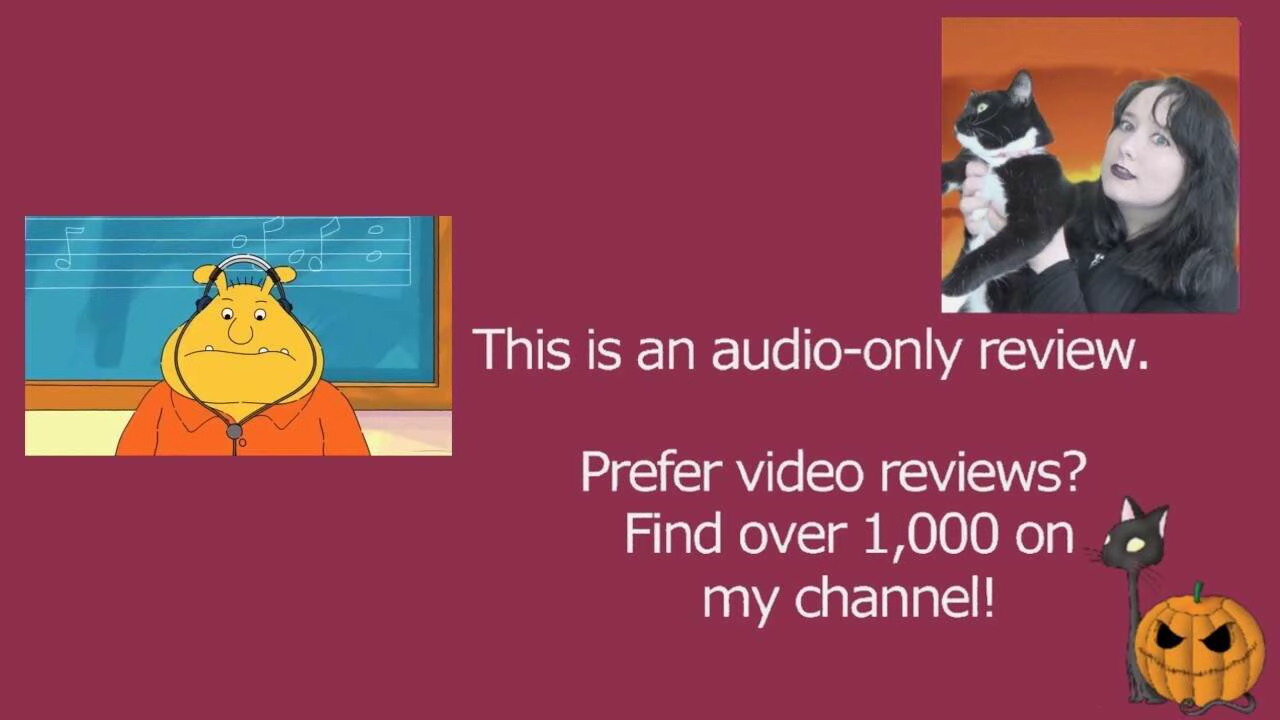 This is an audio-only review.
Prefer video reviews?
Find over 1,000 on
my channel!